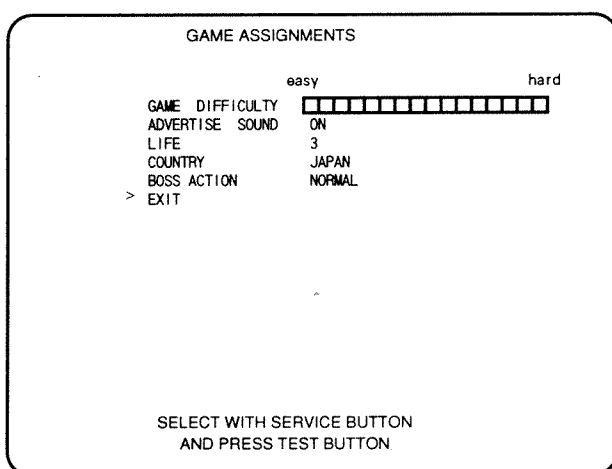 GAME ASSIGNMENTS
easy hard
GAME DIFFICULTY
ADVERTISE SOUND ON
LIFE 3
COUNTRY JAPAN
BOSS ACTION NORMAL
> EXIT
SELECT WITH SERVICE BUTTON
AND PRESS TEST BUTTON